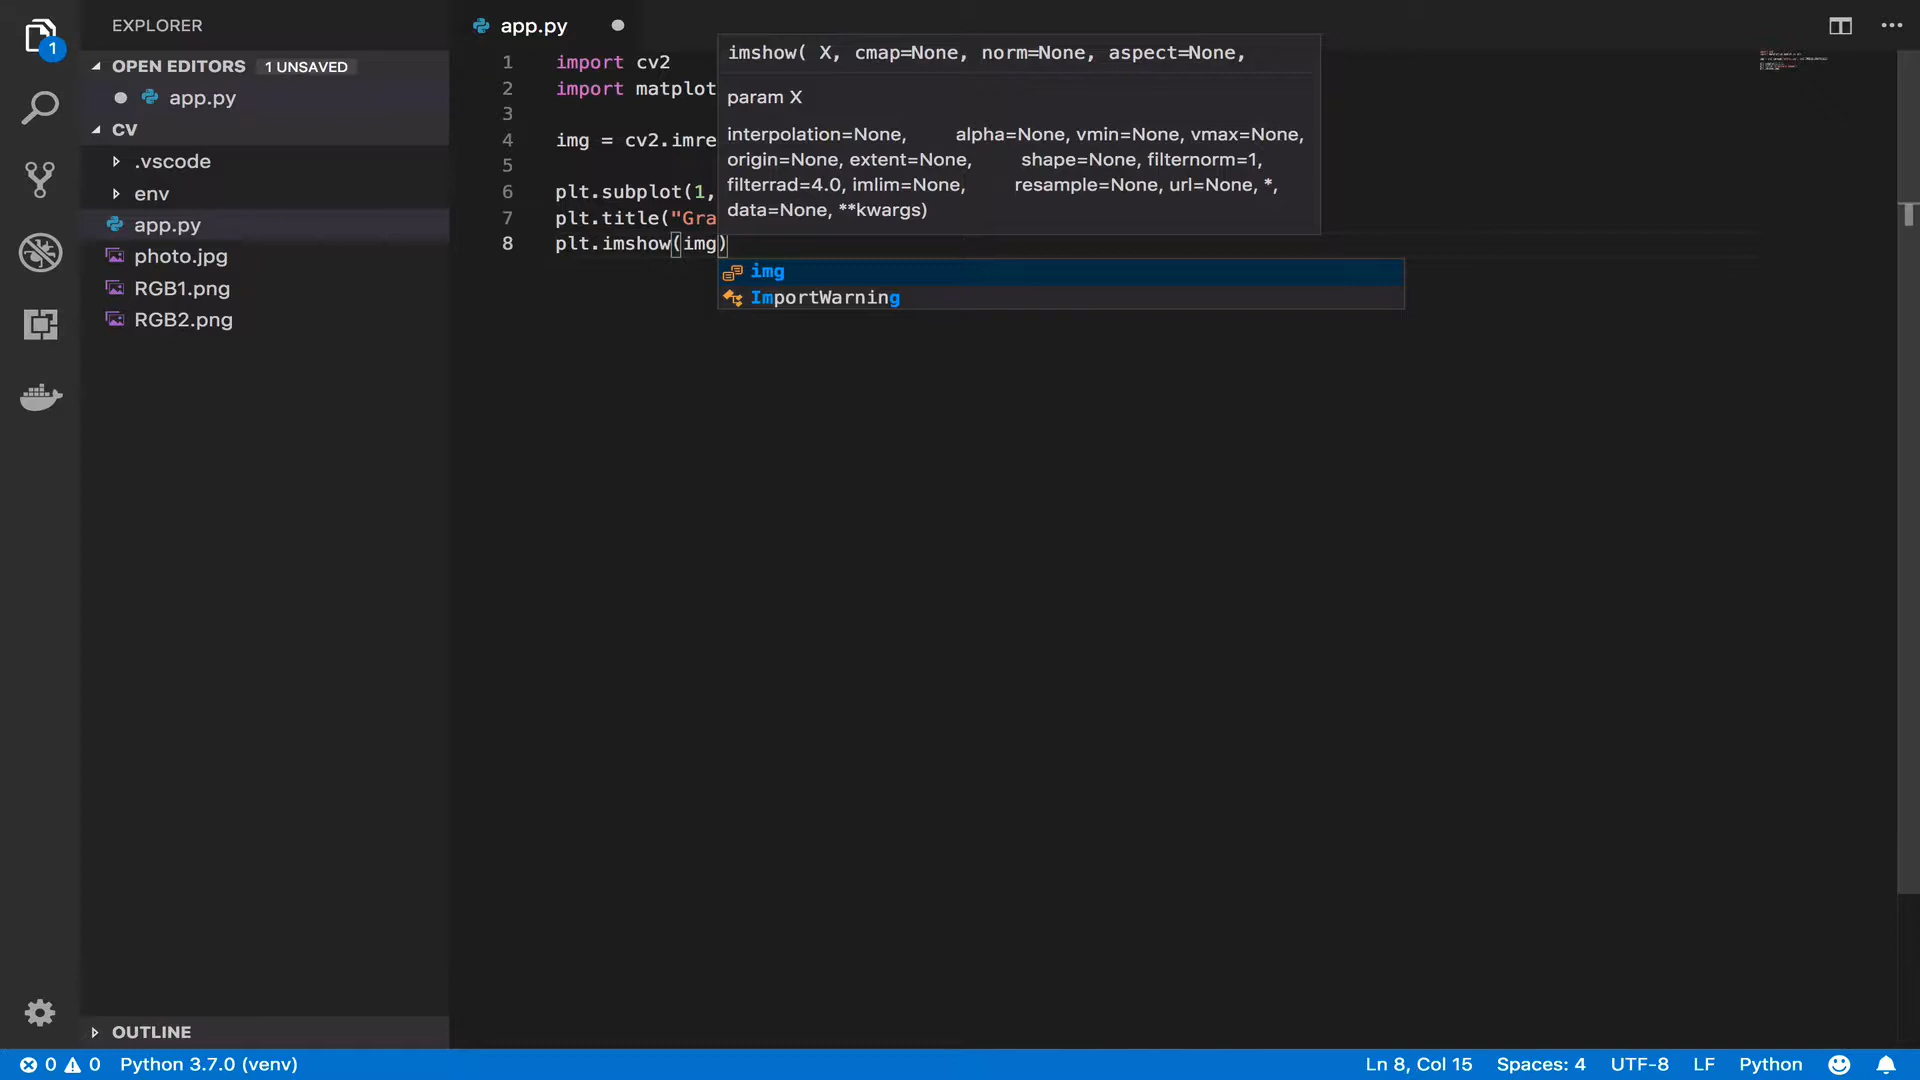 EXPLORER
OPEN EDITORS 1 UNSAVED
app.py
CV
.vscode
env
app.py
photo.jpg
RGB1.png
RGB2.png
OUTLINE
1
app.py
1 import cv2
2 import matplot
3
4 img = cv2.imre
5
6 plt.subplot(1,
7 plt.title("Gra
8 plt.imshow(img)
imshow( X, cmap=None, norm=None, aspect=None,
param X
interpolation=None, alpha=None, vmin=None, vmax=None,
origin=None, extent=None, shape=None, filternorm=1,
filterrad=4.0, imlim=None, resample=None, url=None, *,
data=None, **kwargs)
img
ImportWarning
0 0 Python 3.7.0 (venv) Ln 8, Col 15 Spaces: 4 UTF-8 LF Python